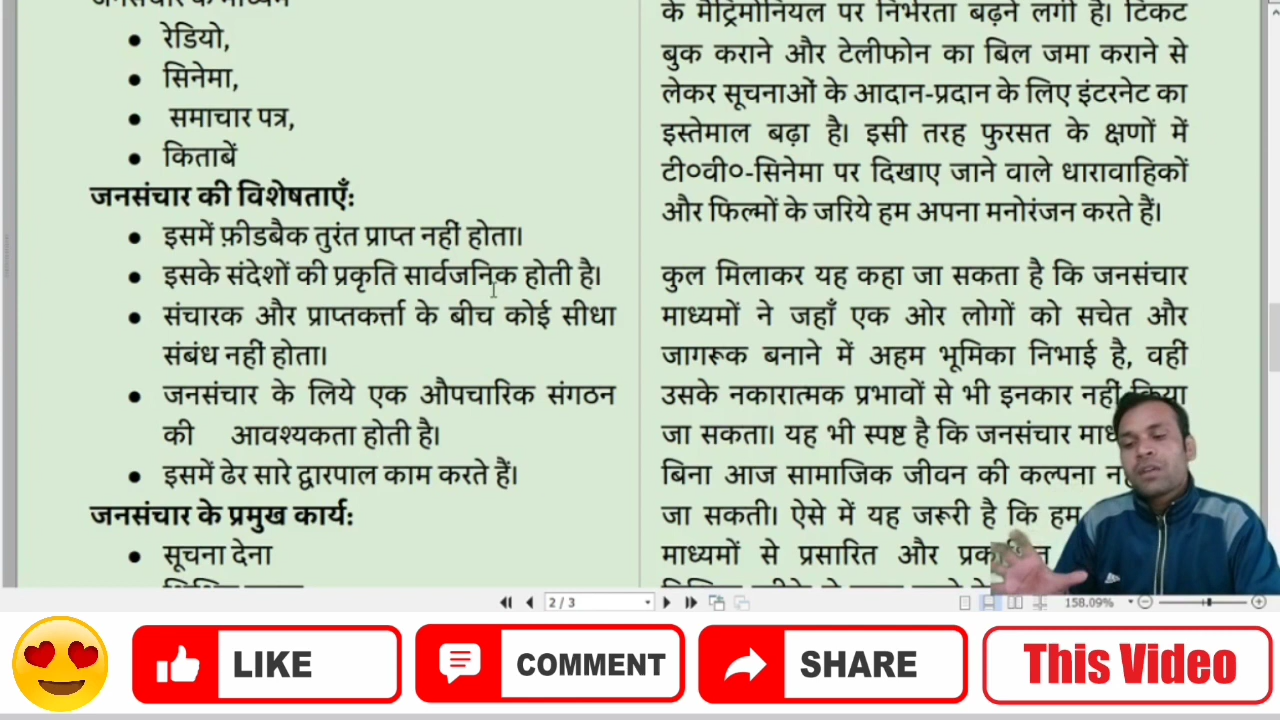 जनसंचार के माध्यम
● रेडियो,
● सिनेमा,
● समाचार पत्र,
● किताबें
जनसंचार की विशेषताएँ:
● इसमें फ़ीडबैक तुरंत प्राप्त नहीं होता।
● इसके संदेशों की प्रकृति सार्वजनिक होती है।
● संचारक और प्राप्तकर्त्ता के बीच कोई सीधा
संबंध नहीं होता।
● जनसंचार के लिये एक औपचारिक संगठन
की आवश्यकता होती है।
● इसमें ढेर सारे द्वारपाल काम करते हैं।
जनसंचार के प्रमुख कार्य:
● सूचना देना
के मैट्रिमोनियल पर निर्भरता बढ़ने लगी है। टिकट
बुक कराने और टेलीफोन का बिल जमा कराने से
लेकर सूचनाओं के आदान-प्रदान के लिए इंटरनेट का
इस्तेमाल बढ़ा है। इसी तरह फुरसत के क्षणों में
टी०वी०-सिनेमा पर दिखाए जाने वाले धारावाहिकों
और फिल्मों के जरिये हम अपना मनोरंजन करते हैं।
कुल मिलाकर यह कहा जा सकता है कि जनसंचार
माध्यमों ने जहाँ एक ओर लोगों को सचेत और
जागरूक बनाने में अहम भूमिका निभाई है, वहीं
उसके नकारात्मक प्रभावों से भी इनकार नहीं किया
जा सकता। यह भी स्पष्ट है कि जनसंचार
बिना आज सामाजिक जीवन की कल्पना
जा सकती। ऐसे में यह जरूरी है कि हम
माध्यमों से प्रसारित और
2 / 3
158.09%
LIKE
COMMENT
SHARE
This Video